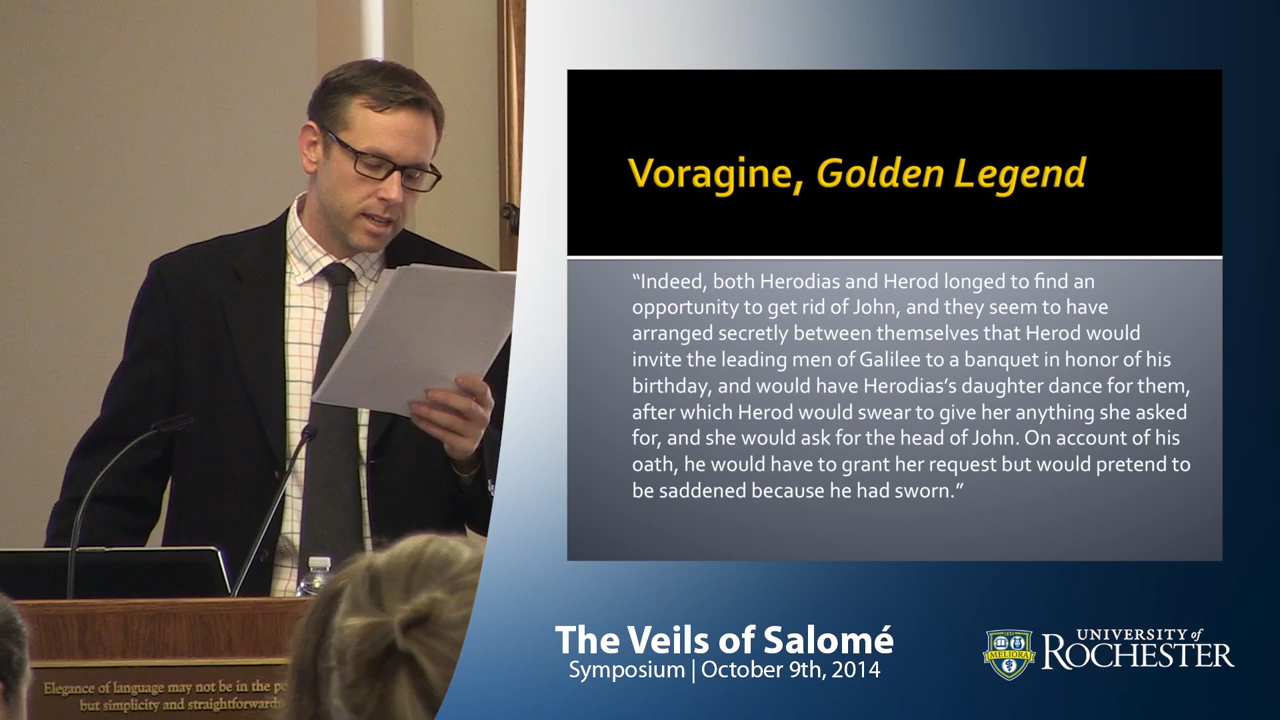 Voragine, Golden Legend
“Indeed, both Herodias and Herod longed to find an
opportunity to get rid of John, and they seem to have
arranged secretly between themselves that Herod would
invite the leading men of Galilee to a banquet in honor of his
birthday, and would have Herodias’s daughter dance for them,
after which Herod would swear to give her anything she asked
for, and she would ask for the head of John. On account of his
oath, he would have to grant her request but would pretend to
be saddened because he had sworn.”
The Veils of Salomé
Symposium | October 9th, 2014
MELIORA
UNIVERSITY of
ROCHESTER
Elegance of language may not be in the
but simplicity and